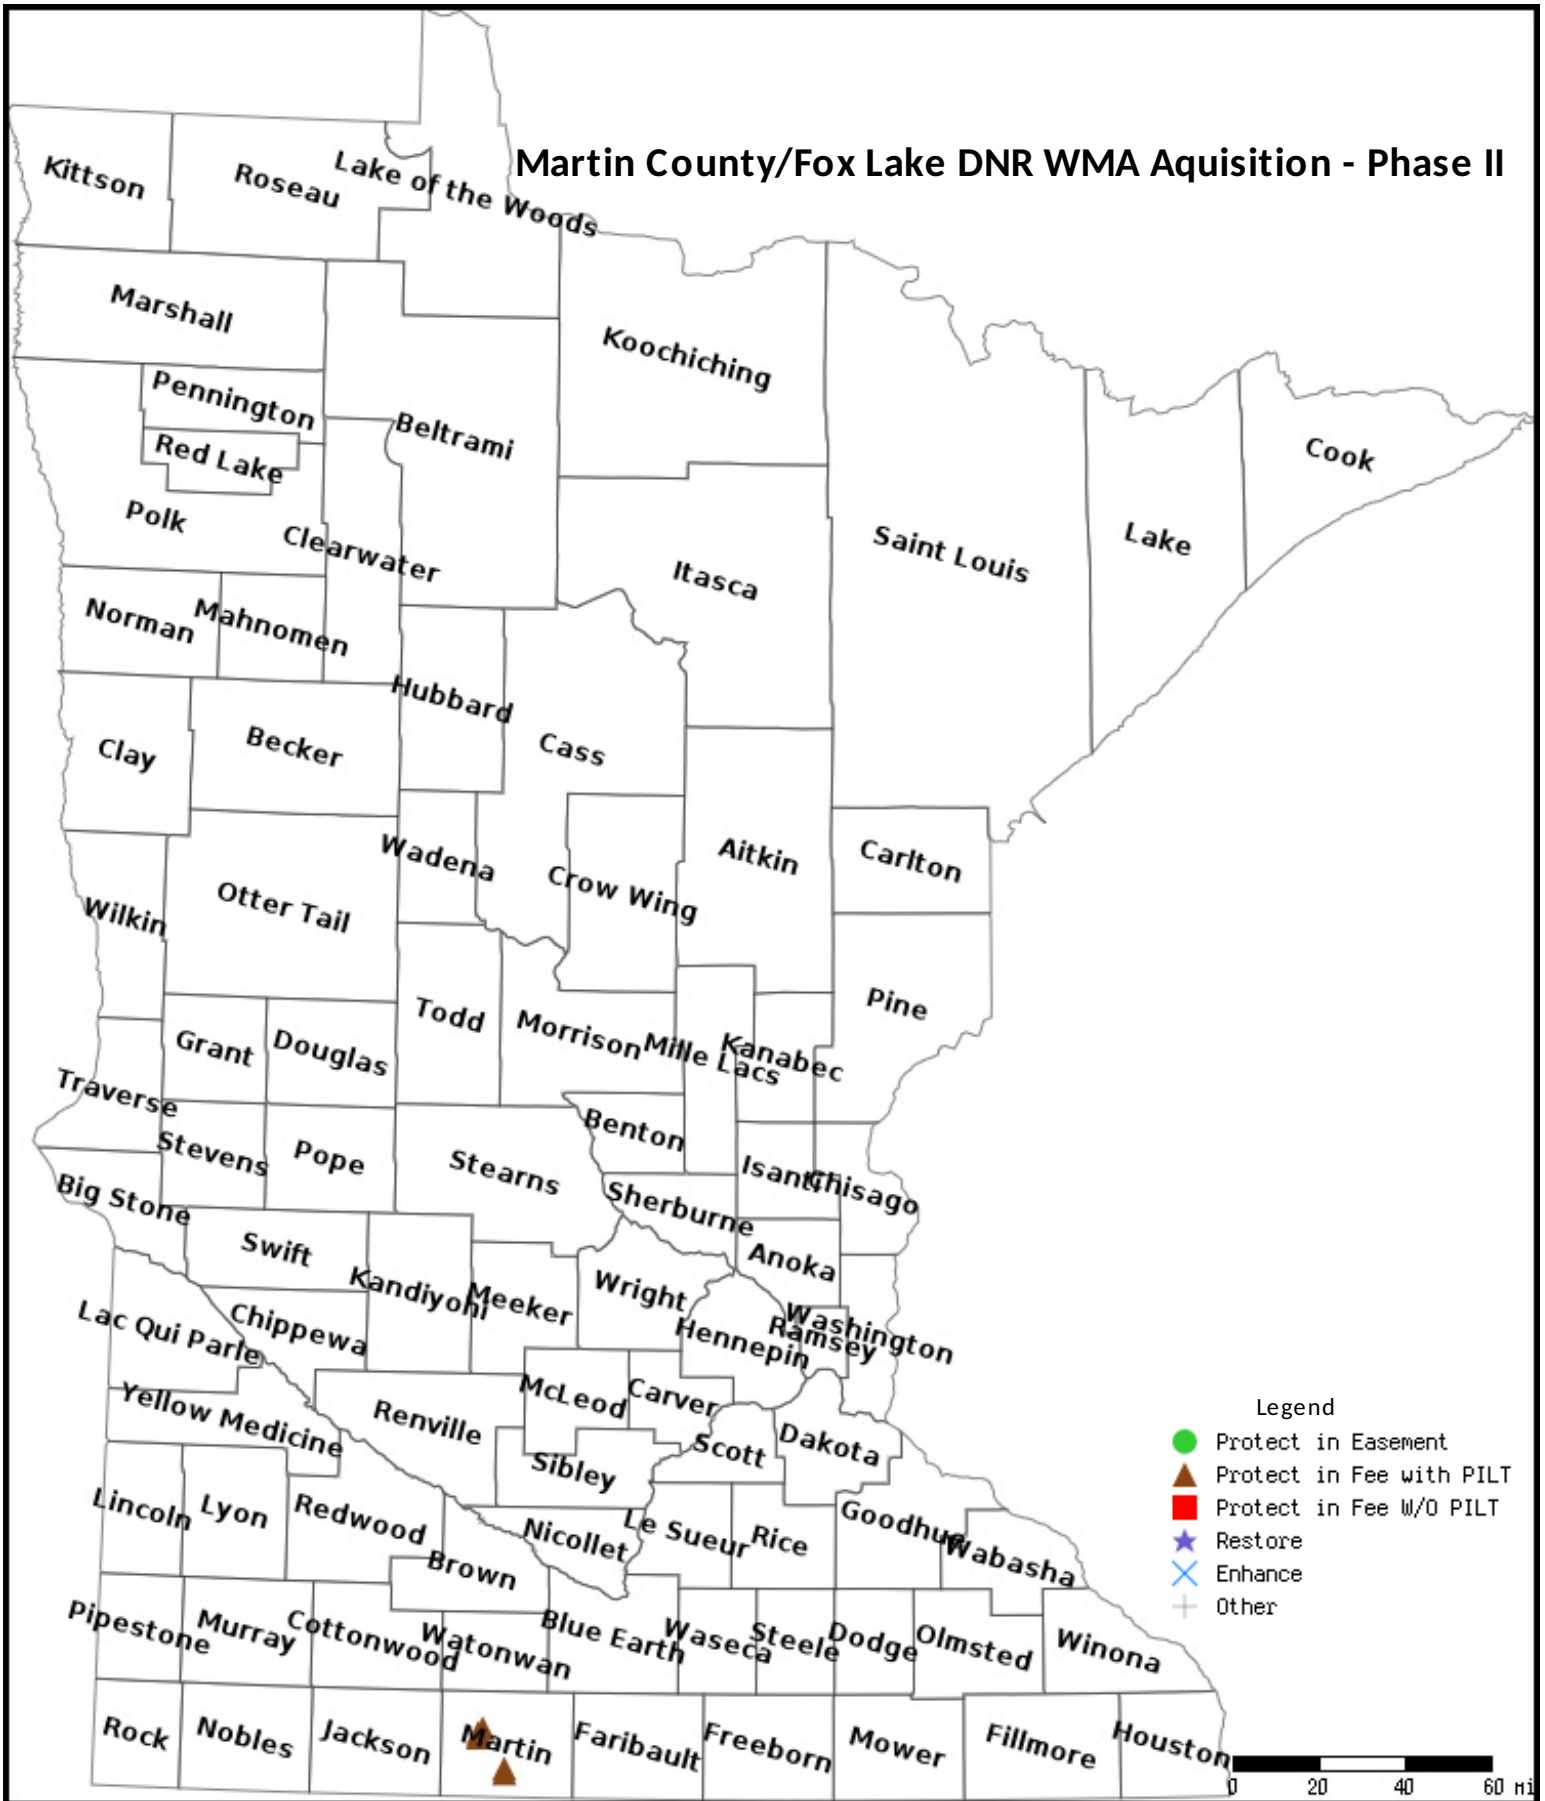 Martin County/Fox Lake DNR WMA Aquisition - Phase II
Kittson
Roseau
Lake of the Woods
Marshall
Koochiching
Pennington
Beltrami
Red Lake
Cook
Polk
Clearwater
Saint Louis
Lake
Itasca
Norman
Mahnomen
Hubbard
Clay
Becker
Cass
Wadena
Aitkin
Carlton
Crow Wing
Otter Tail
Wilkin
Pine
Todd
Morrison
Mille Lacs
Kanabec
Grant
Douglas
Traverse
Benton
Stevens
Pope
Stearns
Isanti
Chisago
Big Stone
Sherburne
Swift
Anoka
Kandiyohi
Meeker
Wright
Lac Qui Parle
Chippewa
Washington
Ramsey
Hennepin
McLeod
Carver
Yellow Medicine
Renville
Scott
Dakota
Sibley
Lincoln
Lyon
Redwood
Nicollet
Le Sueur
Rice
Goodhue
Wabasha
Brown
Pipestone
Murray
Cottonwood
Watonwan
Blue Earth
Waseca
Steele
Dodge
Olmsted
Winona
Rock
Nobles
Jackson
Martin
Faribault
Freeborn
Mower
Fillmore
Houston
Legend
Protect in Easement
Protect in Fee with PILT
Protect in Fee W/O PILT
Restore
Enhance
Other
0 20 40 60 mi